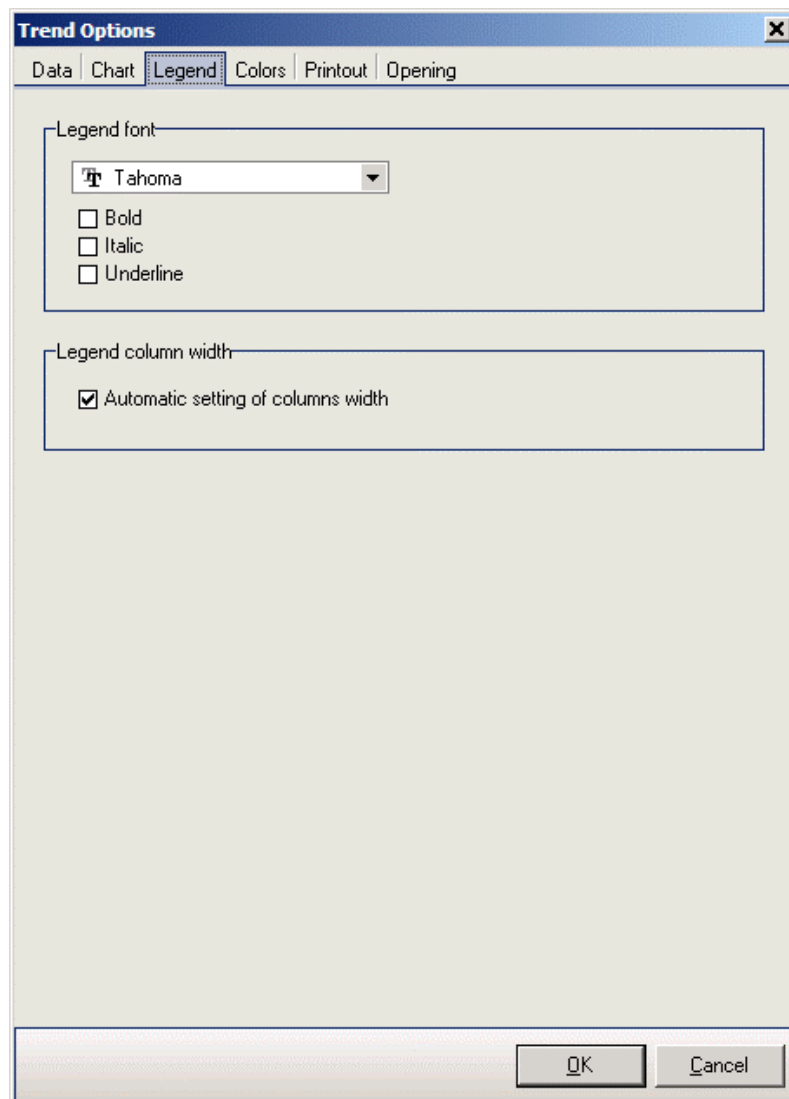 Trend Options
Data Chart Legend Colors Printout Opening
Legend font
Tahoma
Bold
Italic
Underline
Legend column width
Automatic setting of columns width
OK Cancel